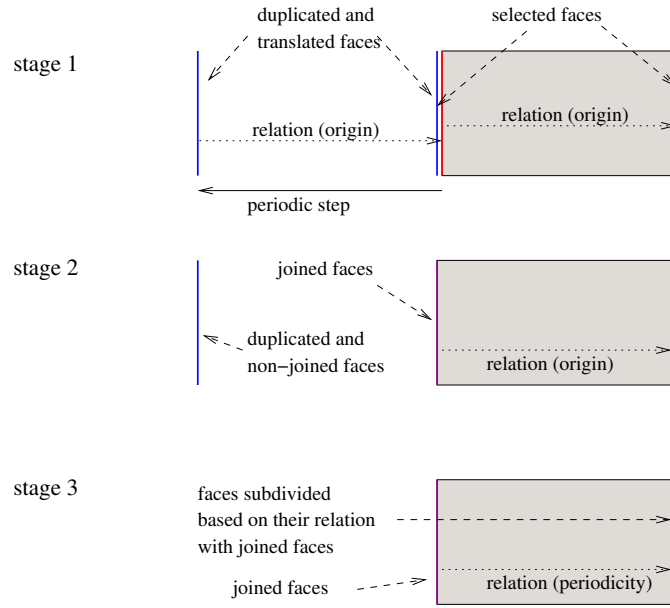 duplicated and
translated faces
selected faces
stage 1
relation (origin)
relation (origin)
periodic step
stage 2
joined faces
duplicated and
non−joined faces
relation (origin)
stage 3
faces subdivided
based on their relation
with joined faces
joined faces
relation (periodicity)